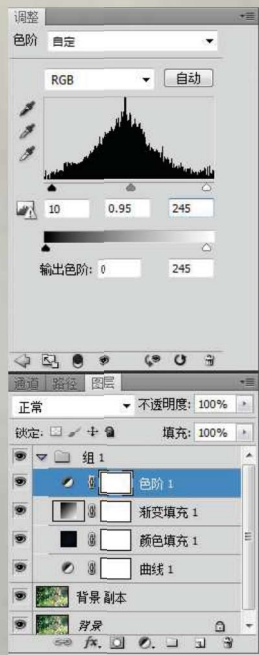 调整
色阶 自定
RGB 自动
10 0.95 245
输出色阶: 0 245
通道 路径 图层
正常 不透明度: 100%
锁定: 填充: 100%
组 1
色阶 1
渐变填充 1
颜色填充 1
曲线 1
背景 副本
背景
fx.